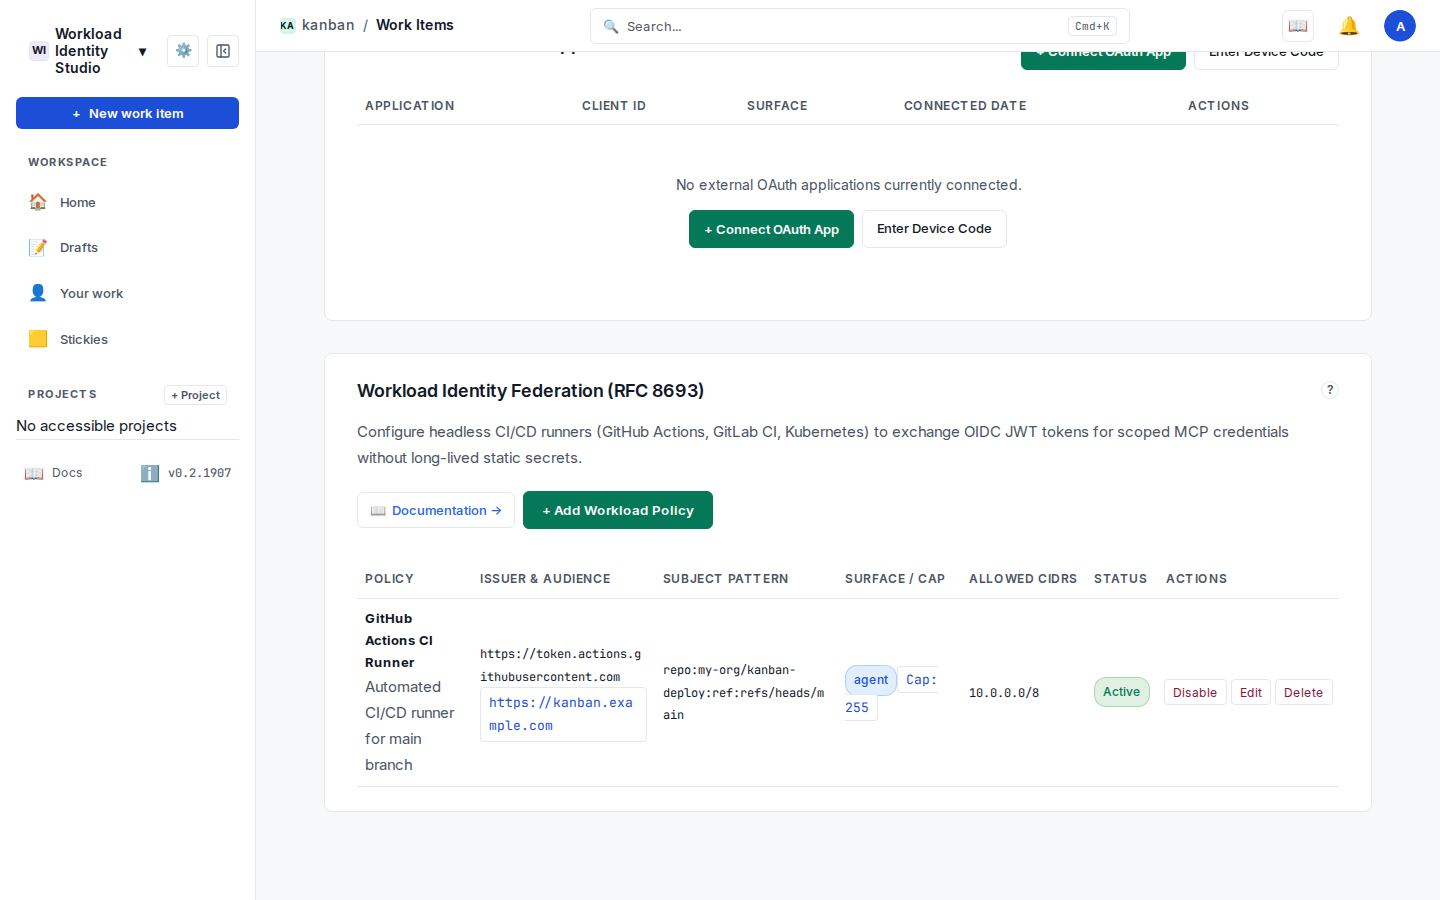 WI
Workload Identity Studio
▼
+ New work item
WORKSPACE
Home
Drafts
Your work
Stickies
PROJECTS
+ Project
No accessible projects
Docs
v0.2.1907
KA kanban / Work Items
Search...
Cmd+K
A
+ Connect OAuth App
Enter Device Code
APPLICATION CLIENT ID SURFACE CONNECTED DATE ACTIONS
No external OAuth applications currently connected.
+ Connect OAuth App
Enter Device Code
Workload Identity Federation (RFC 8693)
?
Configure headless CI/CD runners (GitHub Actions, GitLab CI, Kubernetes) to exchange OIDC JWT tokens for scoped MCP credentials
without long-lived static secrets.
Documentation →
+ Add Workload Policy
POLICY ISSUER & AUDIENCE SUBJECT PATTERN SURFACE / CAP ALLOWED CIDRS STATUS ACTIONS
GitHub
Actions CI
Runner
Automated
CI/CD runner
for main
branch
https://token.actions.g
ithubusercontent.com
https://kanban.exa
mple.com
repo:my-org/kanban-
deploy:ref:refs/heads/m
ain
agent
Cap:
255
10.0.0.0/8
Active
Disable
Edit
Delete